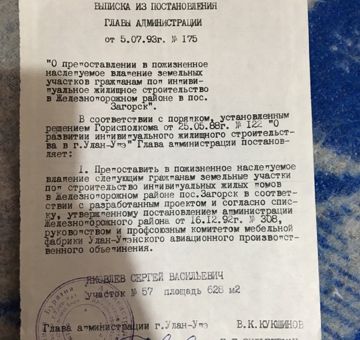 ВЫПИСКА ИЗ ПОСТАНОВЛЕНИЯ
ГЛАВЫ АДМИНИСТРАЦИИ
от 5.07.93г. № 175
"О предоставлении в пожизненное
наследуемое владение земельных
участков гражданам под индиви-
дуальное жилищное строительство
в Железнодорожном районе в пос.
Загорск".
В соответствии с порядком, установленным
решением Горисполкома от 25.05.88г. № 122 "О
развитии индивидуального жилищного строительст-
ва в г.Улан-Удэ" Глава администрации постанов-
ляет:
1. Предоставить в пожизненное наследуемое
владение следующим гражданам земельные участки
под строительство индивидуальных жилых домов
в Железнодорожном районе пос.Загорск в соответ-
ствии с разработанным проектом и согласно спис-
ку, утвержденному постановлением администрации
Железнодорожного района от 16.12.92г. № 308,
руководством и профсоюзным комитетом мебельной
фабрики Улан-Удэнского авиационного производст-
венного объединения.
ЯКОВЛЕВ СЕРГЕЙ ВАСИЛЬЕВИЧ
Участок № 57 площадь 628 м2
Глава администрации г.Улан-Удэ В.К.КУКШИНОВ